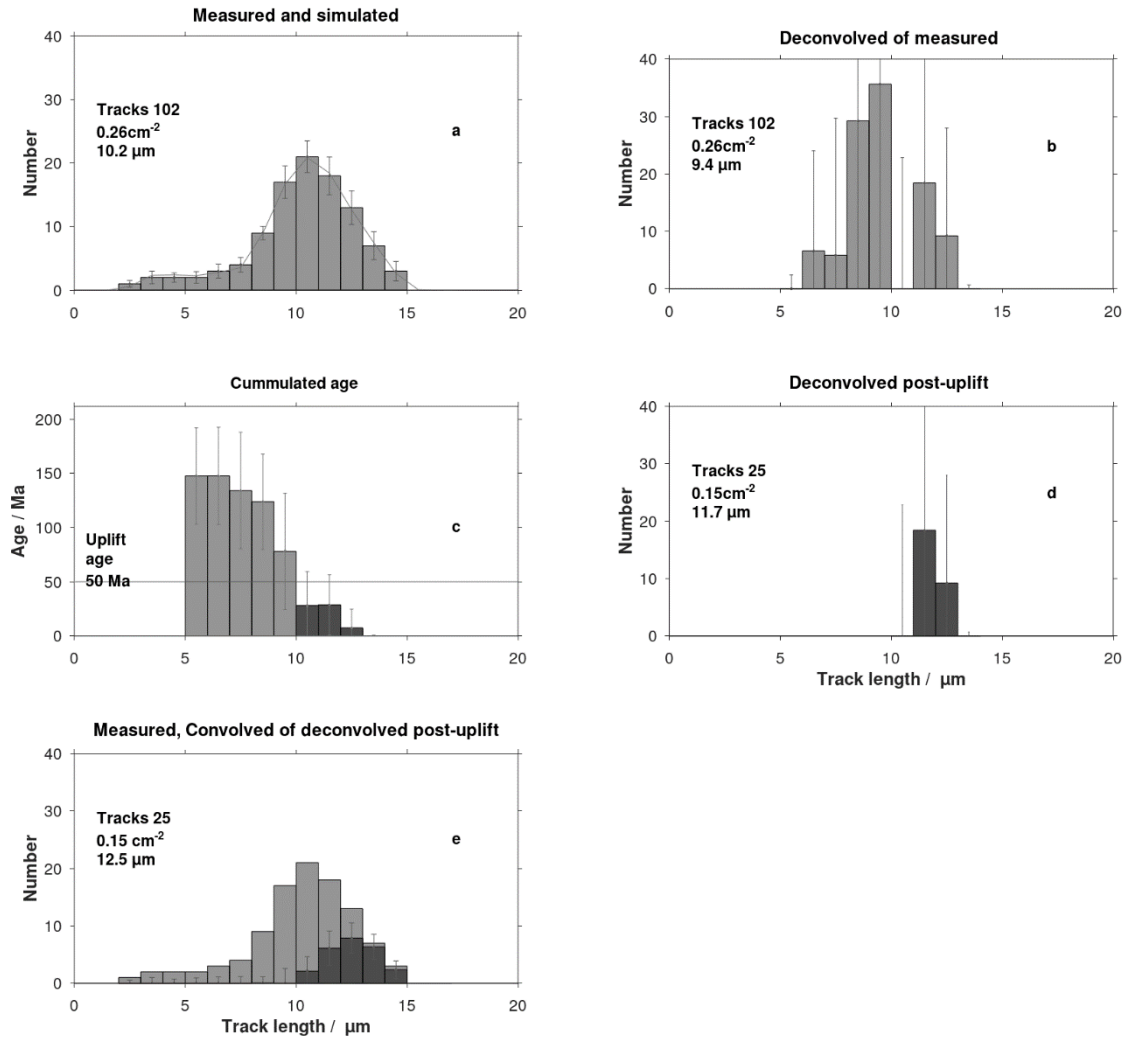 Measured and simulated
40
30
20
10
0
Number
Tracks 102
0.26cm-2
10.2 µm
a
0 5 10 15 20
Deconvolved of measured
40
30
20
10
0
Number
Tracks 102
0.26cm-2
9.4 µm
b
0 5 10 15 20
Cummulated age
200
150
100
50
0
Age / Ma
Uplift
age
50 Ma
c
0 5 10 15 20
Deconvolved post-uplift
40
30
20
10
0
Number
Tracks 25
0.15cm-2
11.7 µm
d
0 5 10 15 20
Track length / µm
Measured, Convolved of deconvolved post-uplift
40
30
20
10
0
Number
Tracks 25
0.15 cm-2
12.5 µm
e
0 5 10 15 20
Track length / µm